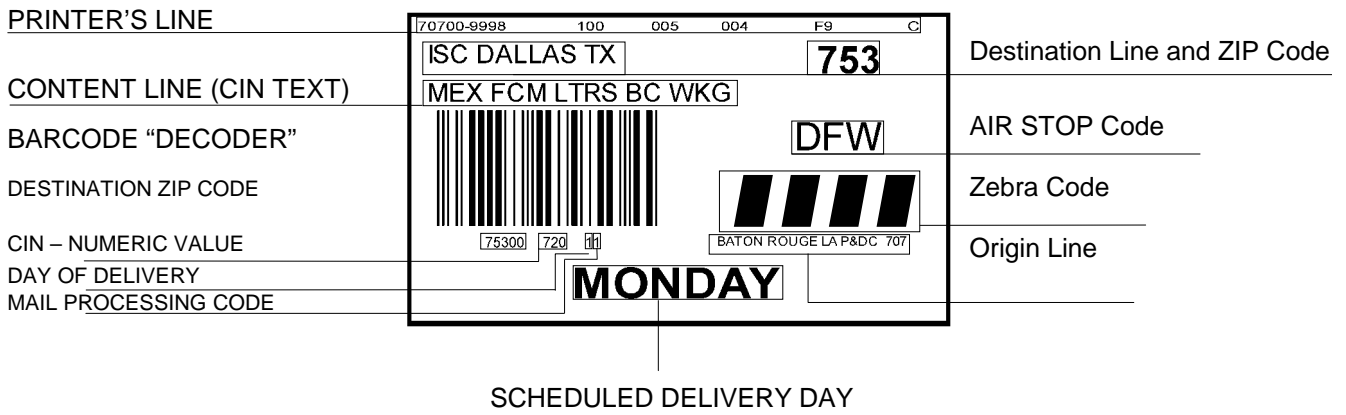 PRINTER'S LINE
70700-9998 100 005 004 F9 C
ISC DALLAS TX 753
Destination Line and ZIP Code
CONTENT LINE (CIN TEXT)
MEX FCM LTRS BC WKG
BARCODE “DECODER”
DFW
AIR STOP Code
DESTINATION ZIP CODE
Zebra Code
CIN – NUMERIC VALUE
75300 720 11
BATON ROUGE LA P&DC 707
Origin Line
DAY OF DELIVERY
MONDAY
MAIL PROCESSING CODE
SCHEDULED DELIVERY DAY